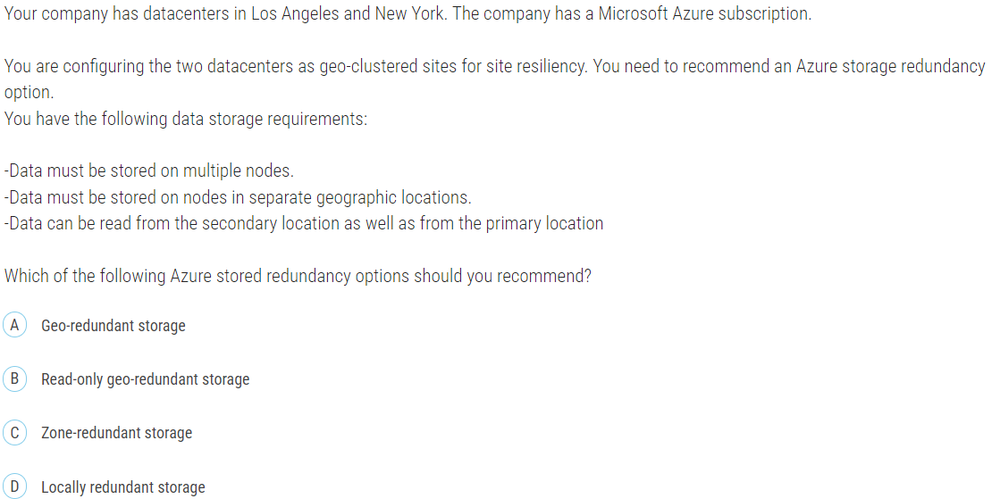 Your company has datacenters in Los Angeles and New York. The company has a Microsoft Azure subscription.
You are configuring the two datacenters as geo-clustered sites for site resiliency. You need to recommend an Azure storage redundancy
option.
You have the following data storage requirements:
-Data must be stored on multiple nodes.
-Data must be stored on nodes in separate geographic locations.
-Data can be read from the secondary location as well as from the primary location
Which of the following Azure stored redundancy options should you recommend?
A Geo-redundant storage
B Read-only geo-redundant storage
C Zone-redundant storage
D Locally redundant storage